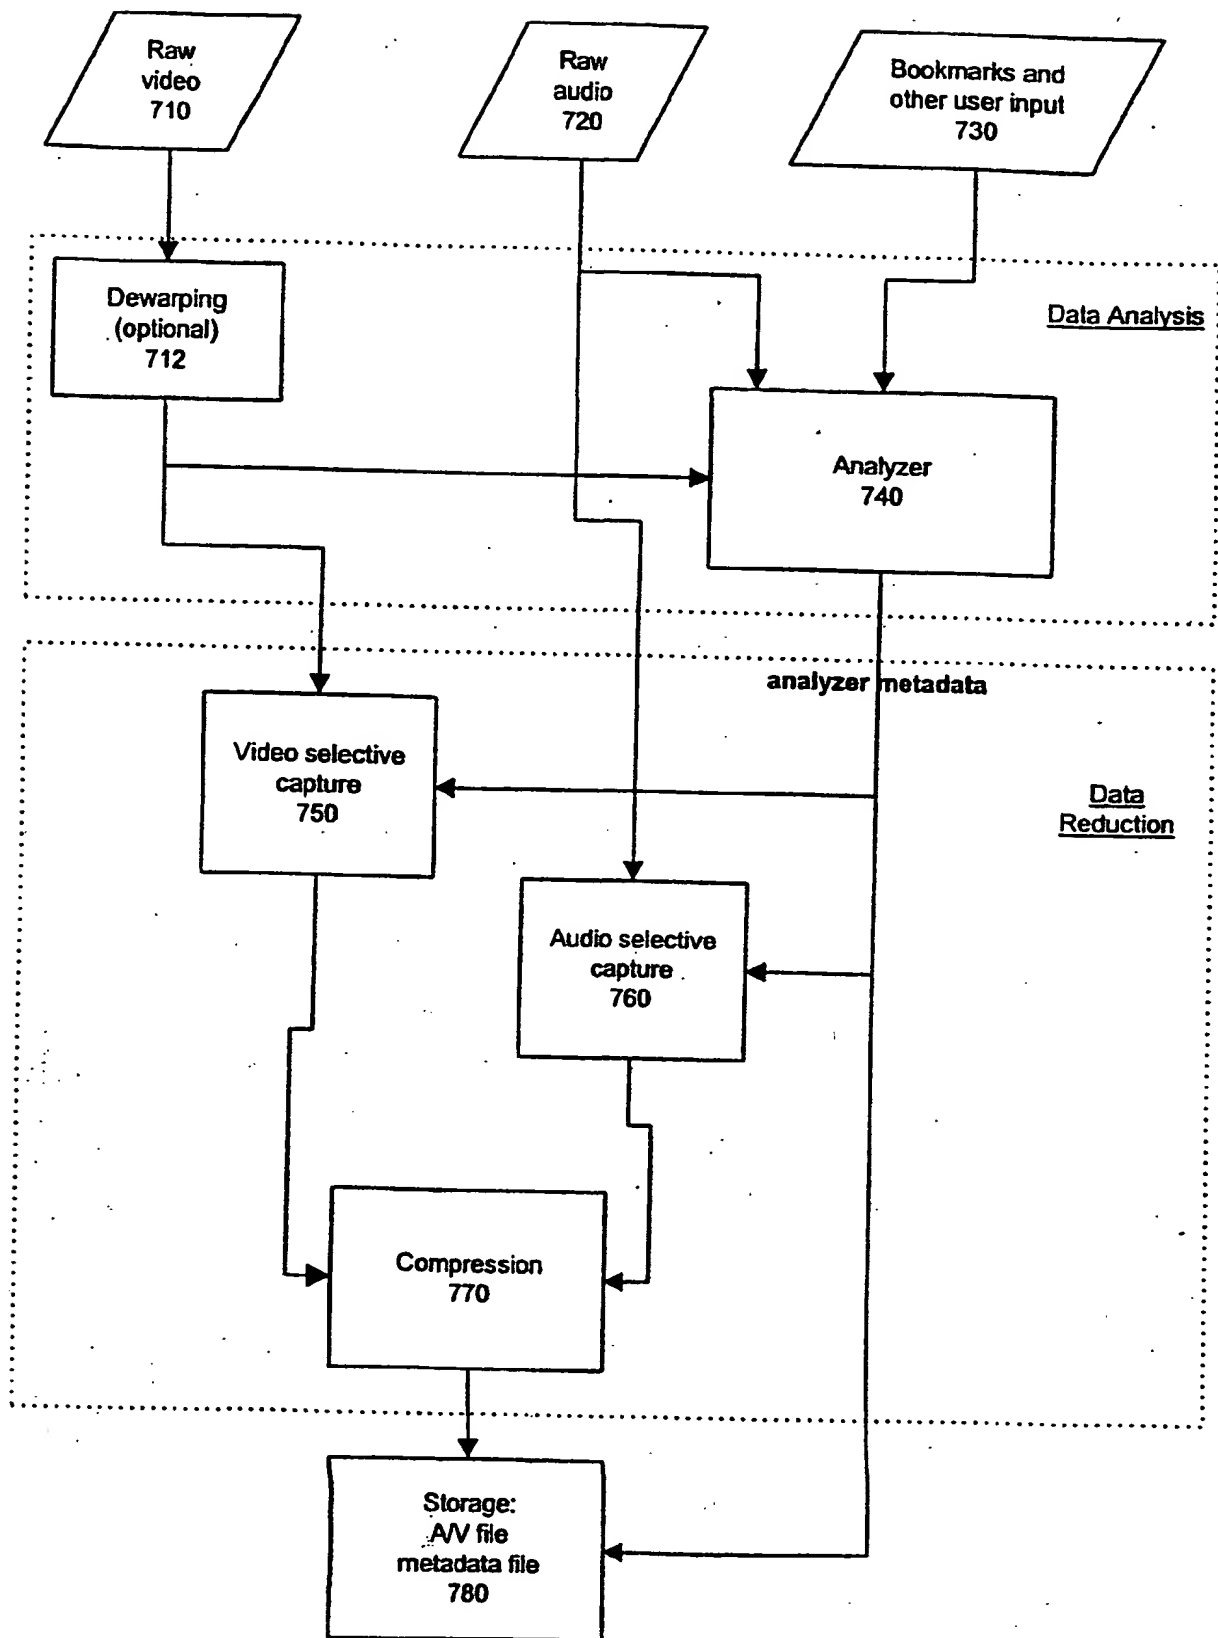 Raw
video
710
Raw
audio
720
Bookmarks and
other user input
730
Dewarping
(optional)
712
Data Analysis
Analyzer
740
analyzer metadata
Video selective
capture
750
Data
Reduction
Audio selective
capture
760
Compression
770
Storage:
A/V file
metadata file
780